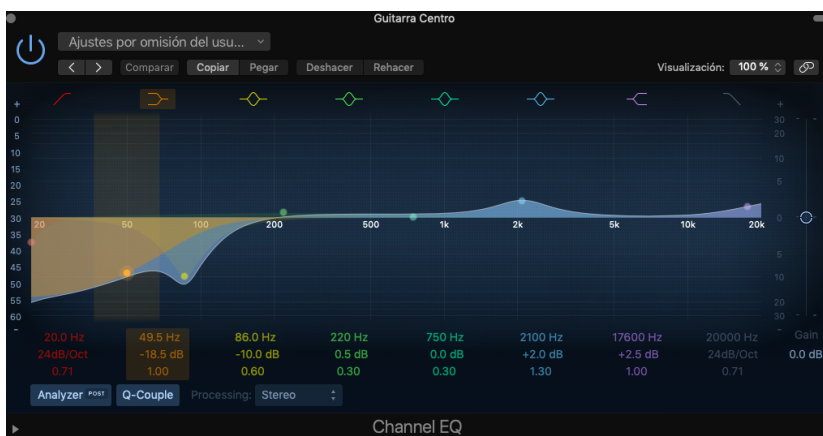 Guitarra Centro
Ajustes por omisión del usu...
Comparar Copiar Pegar Deshacer Rehacer Visualización: 100 %
+ +
0 30
5 20
10 10
15
20 5
25
30 20 50 100 200 500 1k 2k 5k 10k 20k 0
35
40 5
45
50 10
55 20
60 30
- -
20.0 Hz 49.5 Hz 86.0 Hz 220 Hz 750 Hz 2100 Hz 17600 Hz 20000 Hz Gain
24dB/Oct -18.5 dB -10.0 dB 0.5 dB 0.0 dB +2.0 dB +2.5 dB 24dB/Oct 0.0 dB
0.71 1.00 0.60 0.30 0.30 1.30 1.00 0.71
Analyzer POST Q-Couple Processing: Stereo
Channel EQ